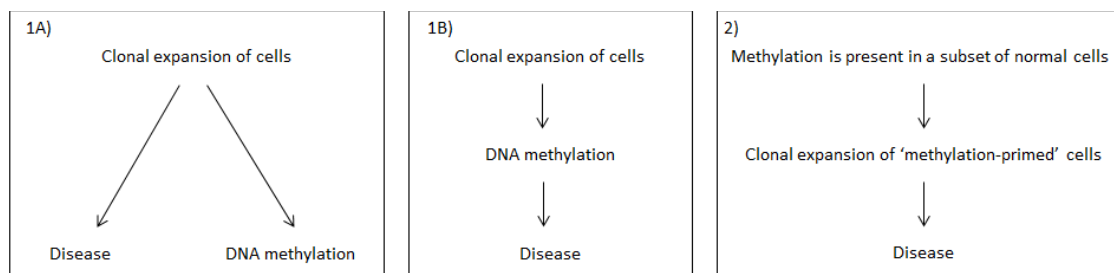 1A)
Clonal expansion of cells
Disease
DNA methylation
1B)
Clonal expansion of cells
DNA methylation
Disease
2)
Methylation is present in a subset of normal cells
Clonal expansion of ‘methylation-primed’ cells
Disease